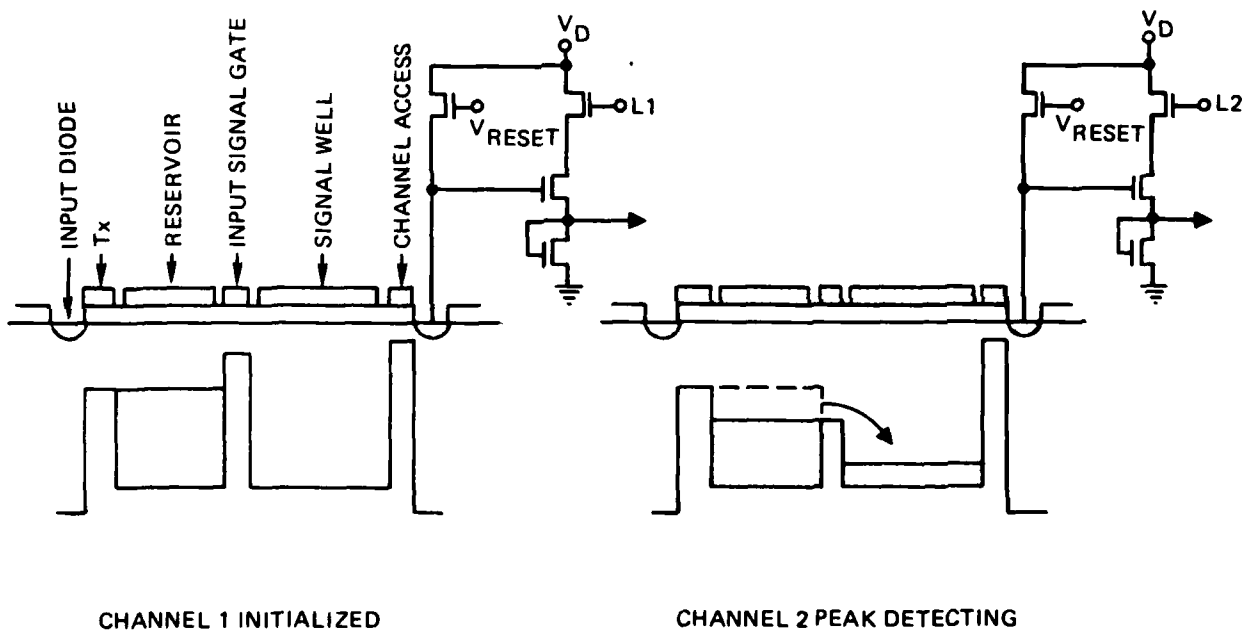 INPUT DIODE
Tx
RESERVOIR
INPUT SIGNAL GATE
SIGNAL WELL
CHANNEL ACCESS
VD
VRESET
L1
VD
VRESET
L2
CHANNEL 1 INITIALIZED
CHANNEL 2 PEAK DETECTING